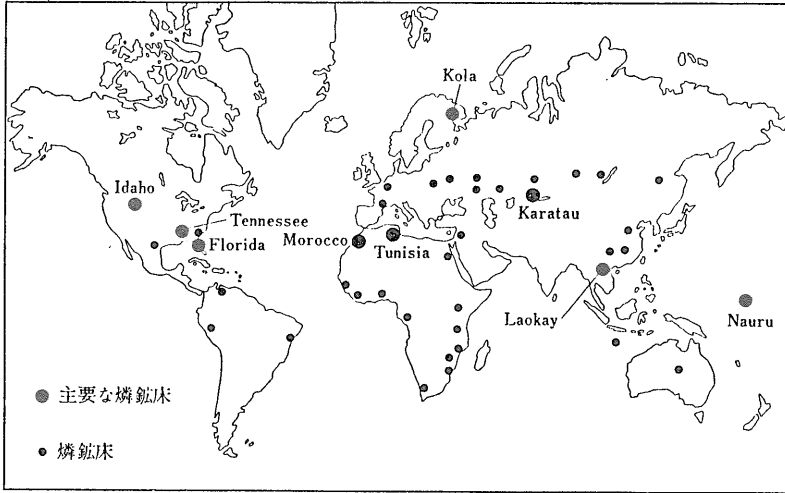 Kola
Idaho
Tennessee
Florida
Morocco
Tunisia
Karatau
Laokay
Nauru
主要な燐鉱床
燐鉱床